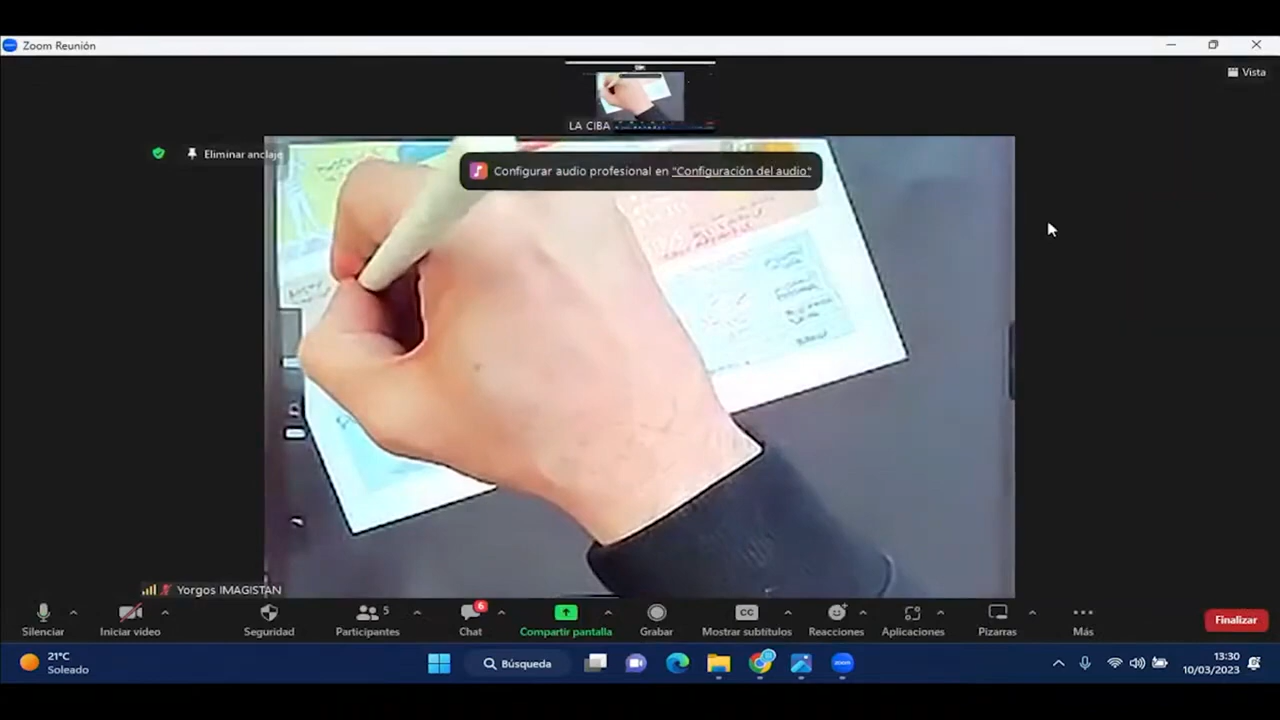 Zoom Reunión
Vista
LA CIBA
Eliminar anclaje
Configurar audio profesional en "Configuración del audio"
Yorgos IMAGISTAN
5
6
CC
Silenciar
Iniciar vídeo
Seguridad
Participantes
Chat
Compartir pantalla
Grabar
Mostrar subtítulos
Reacciones
Aplicaciones
Pizarras
Más
Finalizar
21°C
Soleado
Búsqueda
zoom
13:30
10/03/2023